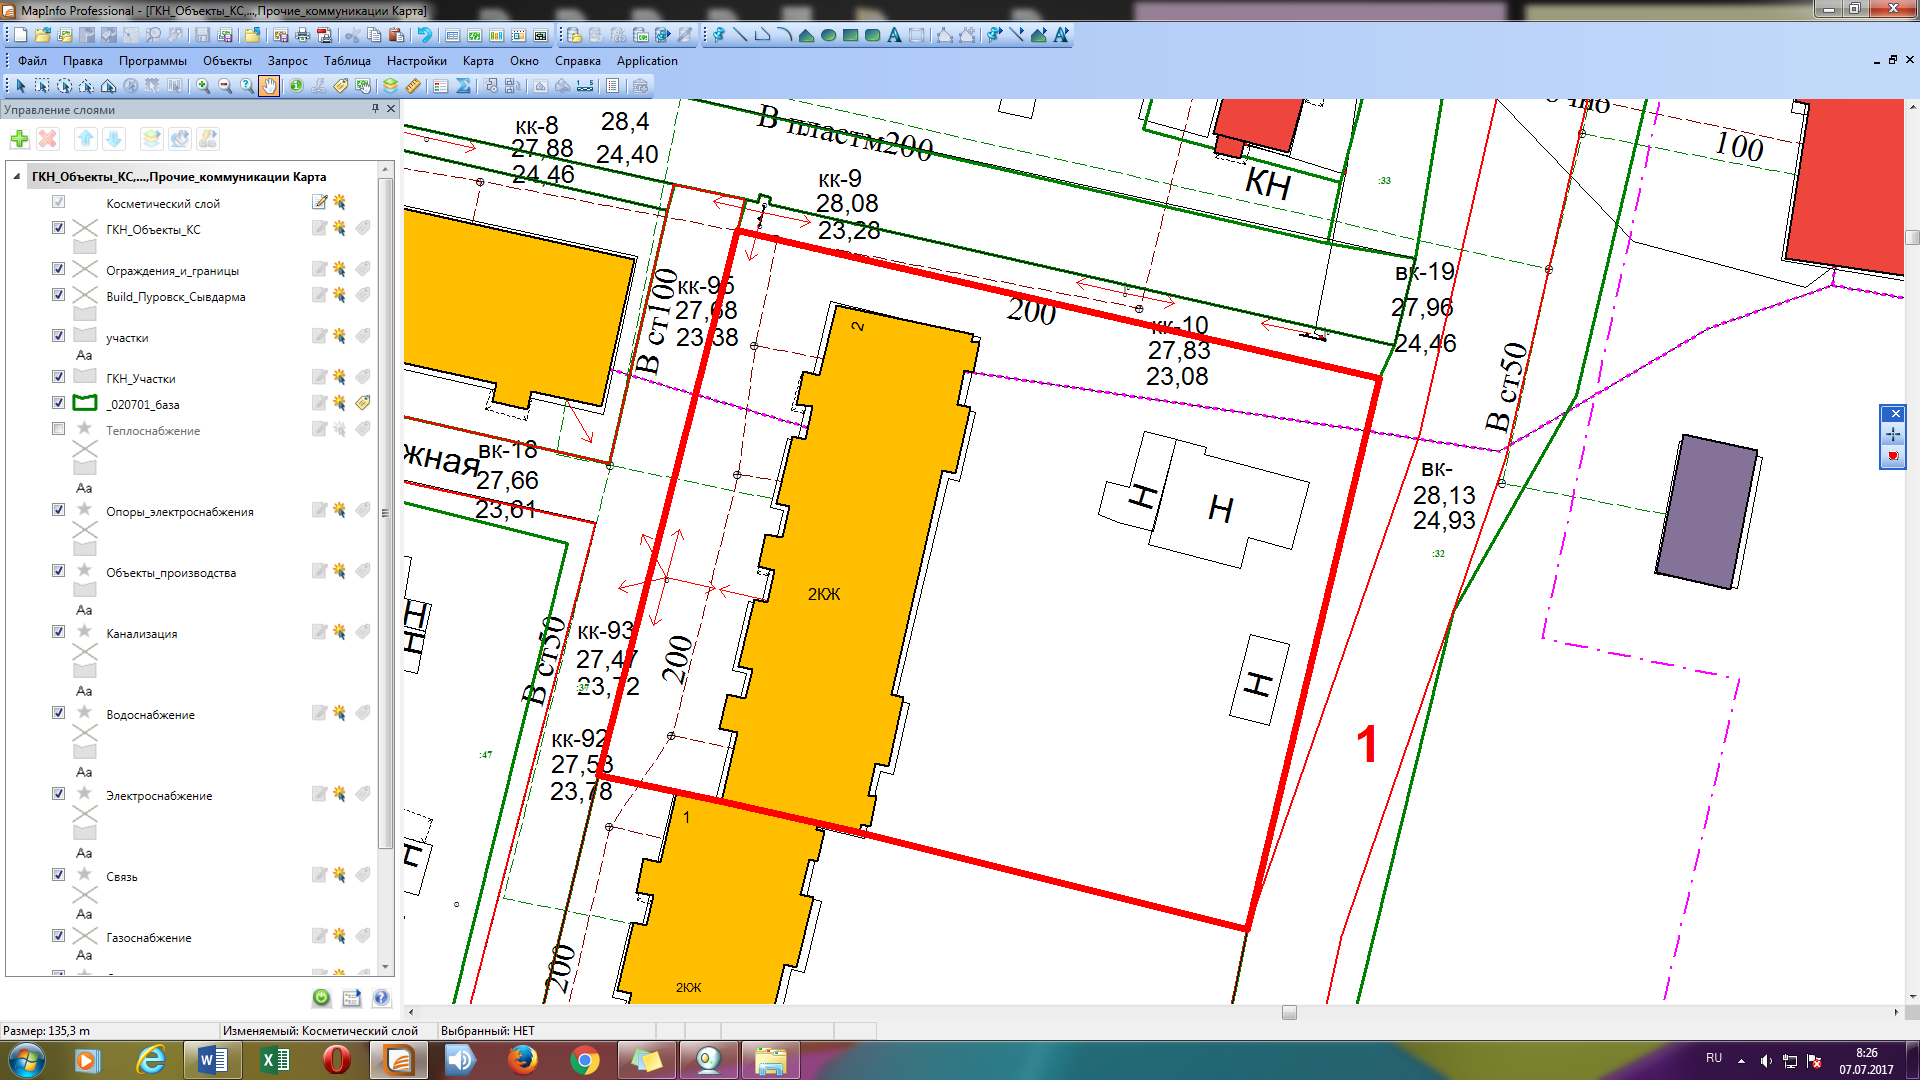 MapInfo Professional - [ГКН_Объекты_КС,...,Прочие_коммуникации Карта]
Файл Правка Программы Объекты Запрос Таблица Настройки Карта Окно Справка Application
Управление слоями
ГКН_Объекты_КС,...,Прочие_коммуникации Карта
Косметический слой
ГКН_Объекты_КС
Ограждения_и_границы
Build_Пуровск_Сывдарма
участки
Aa
ГКН_Участки
_020701_база
Теплоснабжение
Aa
Опоры_электроснабжения
Объекты_производства
Aa
Канализация
Aa
Водоснабжение
Aa
Электроснабжение
Aa
Связь
Aa
Газоснабжение
Aa
кк-8
27,88
24,46
28,4
24,40
В пластм200
кк-9
28,08
23,28
КН
:33
100
вк-19
27,96
24,46
кк-95
27,68
23,38
В ст100
200
кк-10
27,83
23,08
В ст50
2
жная
вк-18
27,66
23,61
Н
Н
вк-
28,13
24,93
:32
2КЖ
Н
Н
В ст50
кк-93
27,47
23,72
:37
200
Н
кк-92
27,53
23,78
:47
1
1
Н
200
2КЖ
Размер: 135,3 m
Изменяемый: Косметический слой
Выбранный: НЕТ
RU
8:26
07.07.2017